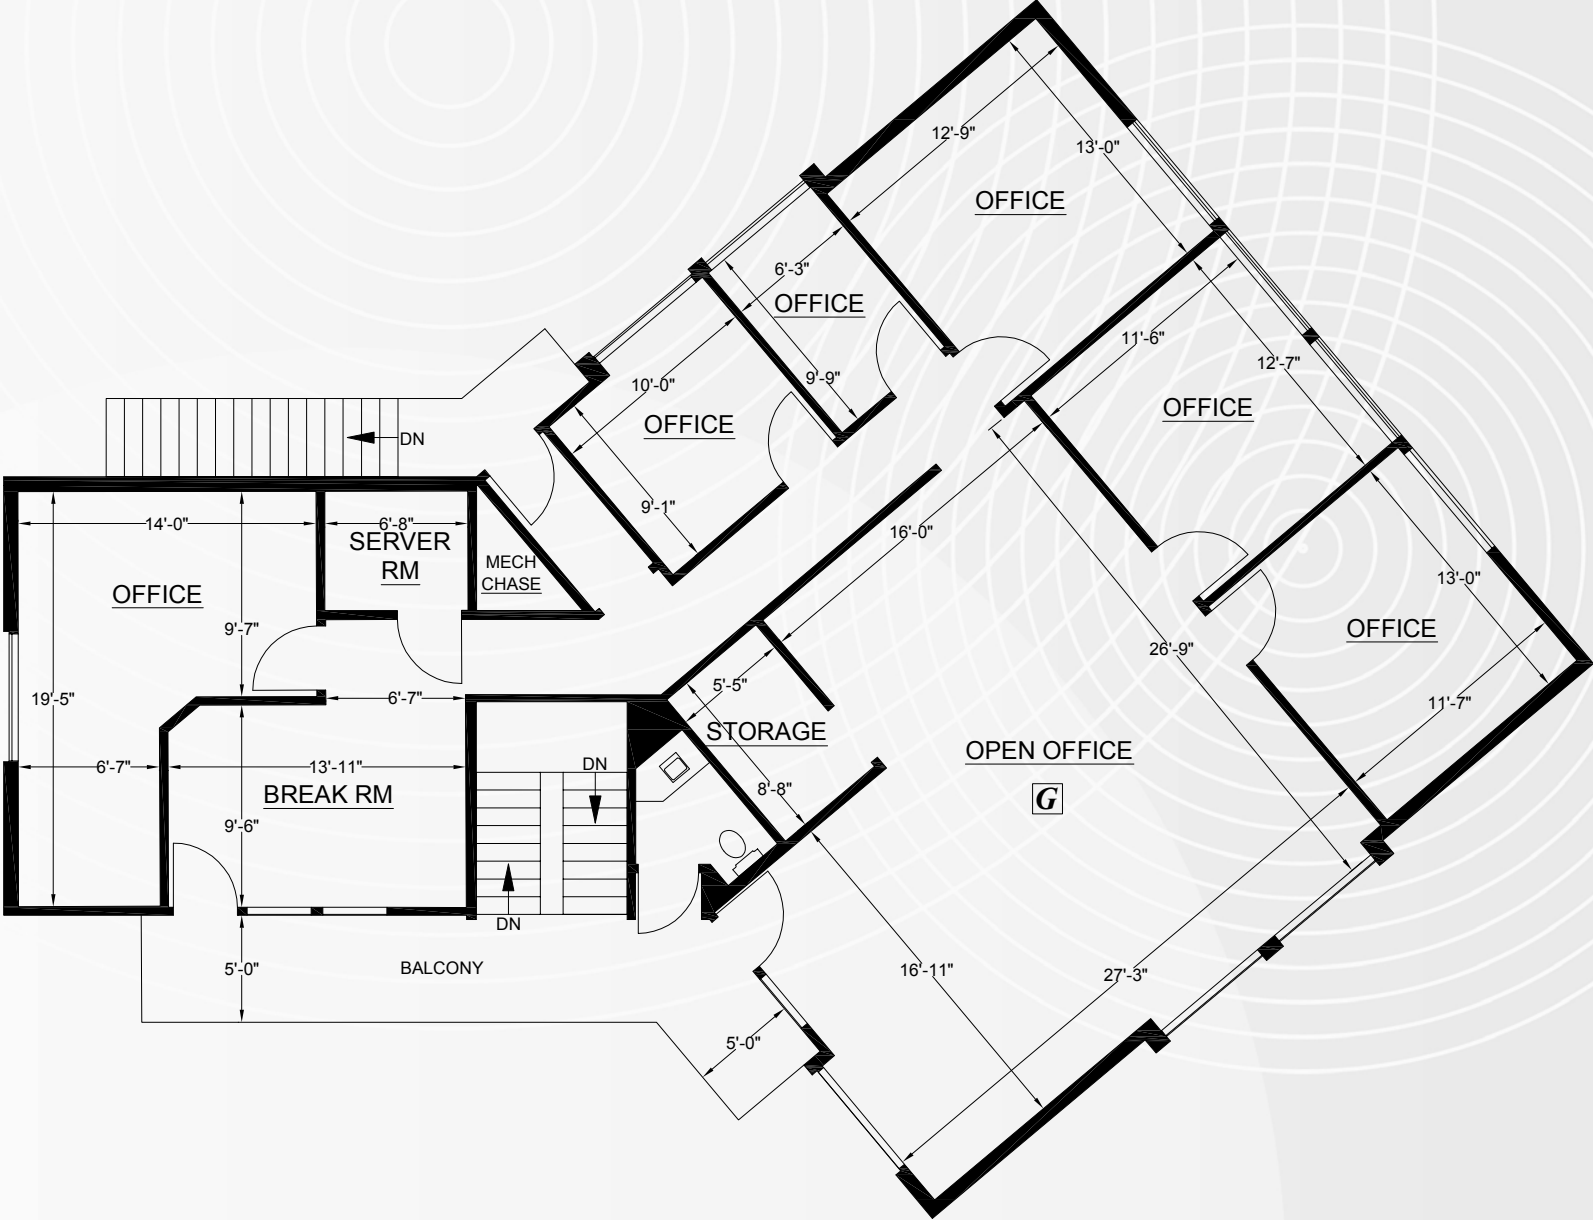 12'-9"
13'-0"
OFFICE
6'-3"
OFFICE
11'-6"
12'-7"
10'-0"
9'-9"
OFFICE
OFFICE
DN
9'-1"
14'-0"
6'-8"
SERVER
RM
MECH
CHASE
16'-0"
13'-0"
OFFICE
9'-7"
OFFICE
26'-9"
5'-5"
19'-5"
6'-7"
11'-7"
STORAGE
OPEN OFFICE
DN
6'-7"
13'-11"
BREAK RM
8'-8"
G
9'-6"
DN
5'-0"
BALCONY
16'-11"
27'-3"
5'-0"